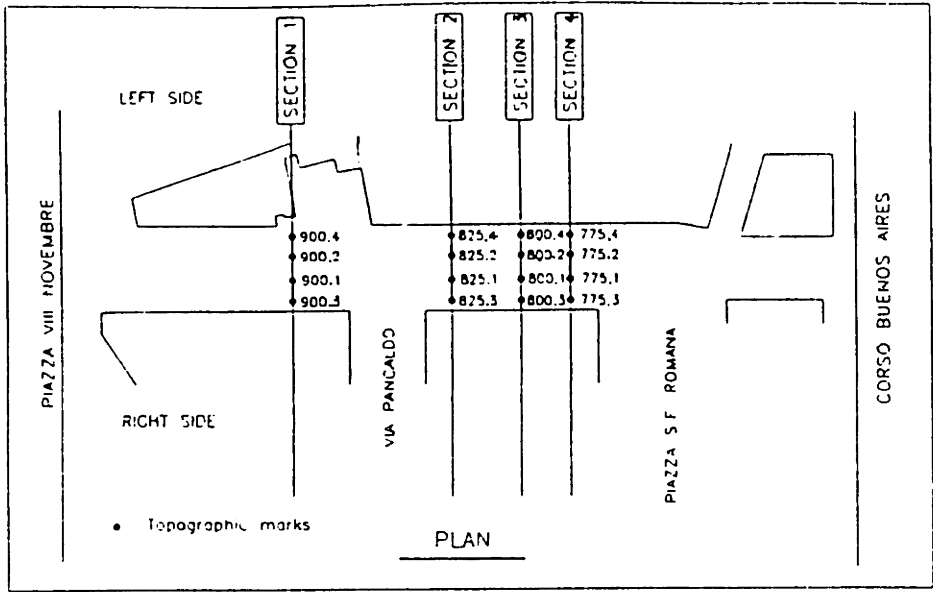 SECTION 1
SECTION 2
SECTION 3
SECTION 4
LEFT SIDE
PIAZZA VIII NOVEMBRE
CORSO BUENOS AIRES
900.4 825.4 800.4 775.4
900.2 825.2 800.2 775.2
900.1 825.1 800.1 775.1
900.3 825.3 800.3 775.3
VIA PANCALDO
PIAZZA S F ROMANA
RIGHT SIDE
Topographic marks
PLAN